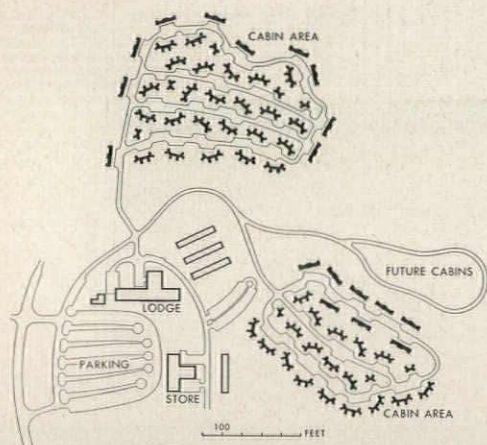 CABIN AREA
FUTURE CABINS
LODGE
PARKING
STORE
CABIN AREA
100
FEET